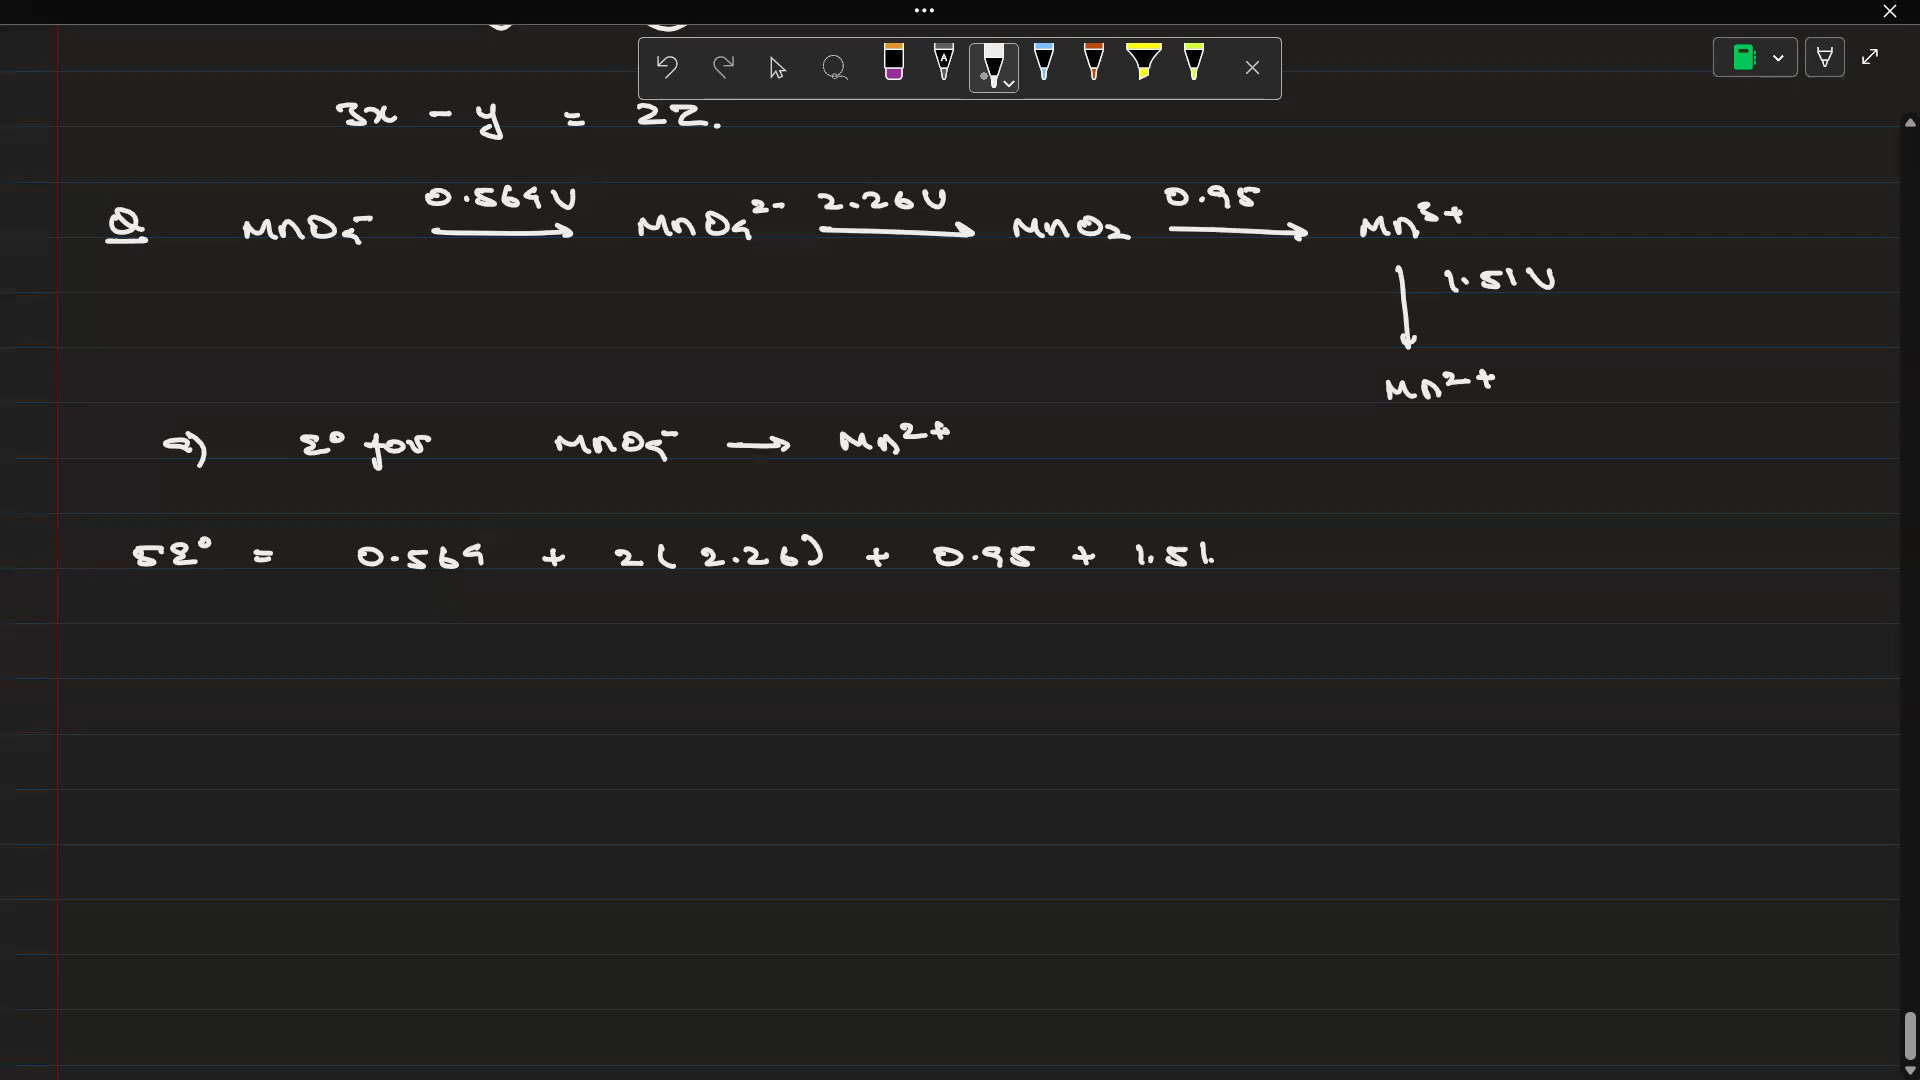 3x - y = 2z.
Q MnO₄⁻ —0.564V→ MnO₄²⁻ —2.26V→ MnO₂ —0.95→ Mn³⁺
↓ 1.51V
Mn²⁺
a) ε° for MnO₄⁻ → Mn²⁺
5ε° = 0.564 + 2(2.26) + 0.95 + 1.51.